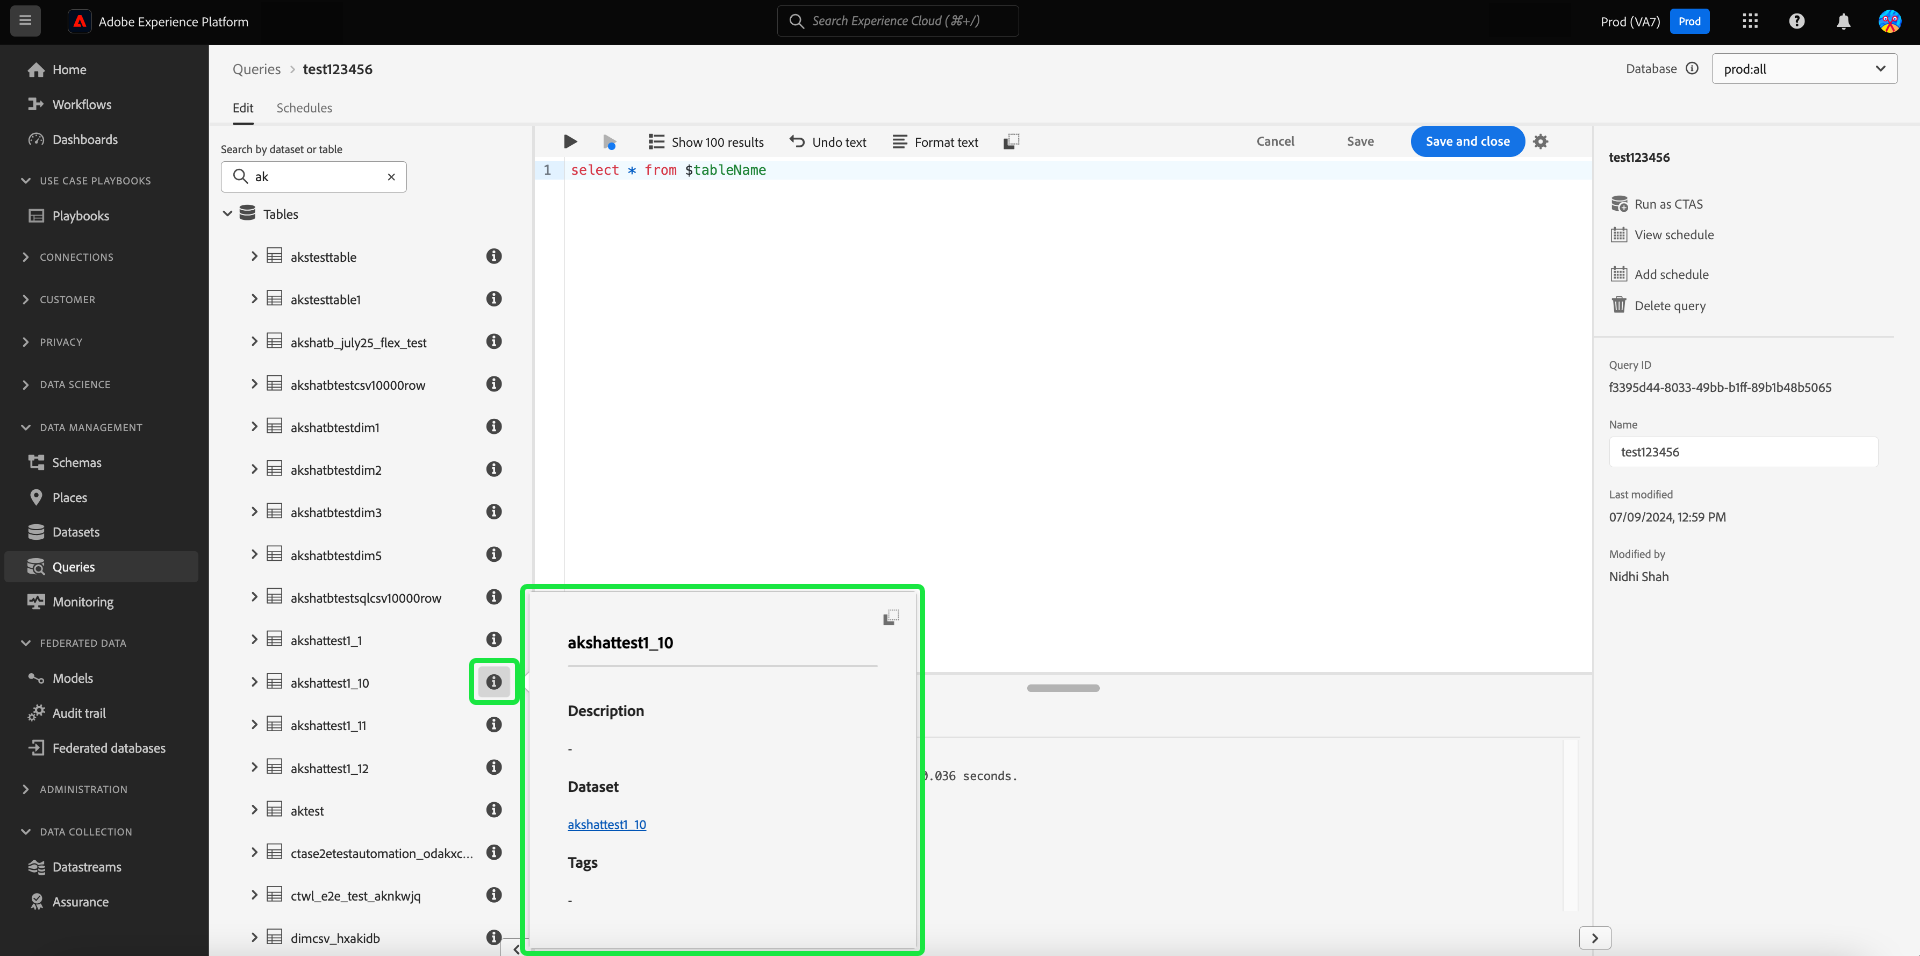 Adobe Experience Platform
Search Experience Cloud (⌘+/)
Prod (VA7)
Prod
Home
Workflows
Dashboards
USE CASE PLAYBOOKS
Playbooks
CONNECTIONS
CUSTOMER
PRIVACY
DATA SCIENCE
DATA MANAGEMENT
Schemas
Places
Datasets
Queries
Monitoring
FEDERATED DATA
Models
Audit trail
Federated databases
ADMINISTRATION
DATA COLLECTION
Datastreams
Assurance
Queries > test123456
Database
prod:all
Edit
Schedules
Search by dataset or table
ak
Tables
akstesttable
akstesttable1
akshatb_july25_flex_test
akshatbtestcsv10000row
akshatbtestdim1
akshatbtestdim2
akshatbtestdim3
akshatbtestdim5
akshatbtestsqlcsv10000row
akshattest1_1
akshattest1_10
akshattest1_11
akshattest1_12
aktest
ctase2etestautomation_odakxc...
ctwl_e2e_test_aknkwjq
dimcsv_hxakidb
Show 100 results
Undo text
Format text
Cancel
Save
Save and close
1 select * from $tableName
akshattest1_10
Description
-
Dataset
akshattest1_10
Tags
-
0.036 seconds.
test123456
Run as CTAS
View schedule
Add schedule
Delete query
Query ID
f3395d44-8033-49bb-b1ff-89b1b48b5065
Name
test123456
Last modified
07/09/2024, 12:59 PM
Modified by
Nidhi Shah